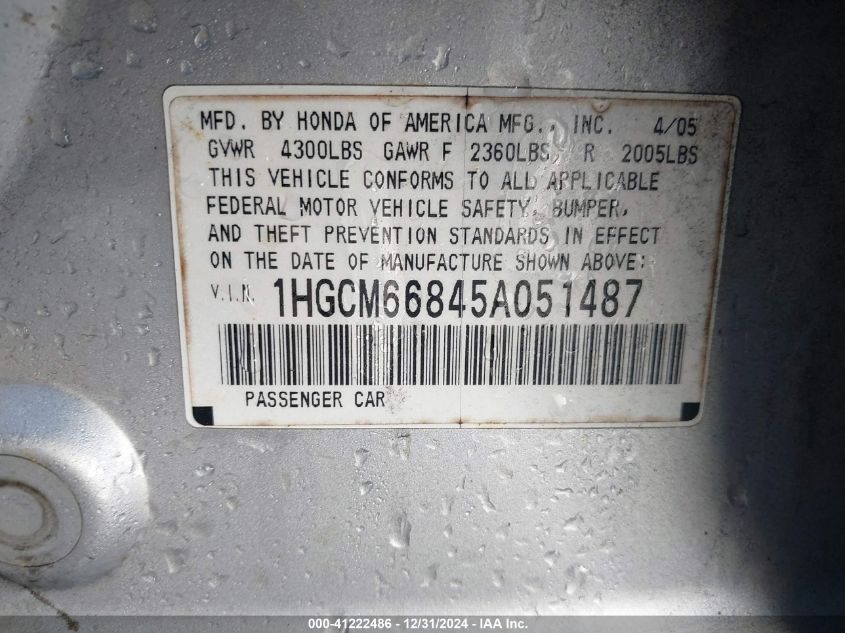 MFD. BY HONDA OF AMERICA MFG., INC. 4/05
GVWR 4300LBS GAWR F 2360LBS, R 2005LBS
THIS VEHICLE CONFORMS TO ALL APPLICABLE
FEDERAL MOTOR VEHICLE SAFETY, BUMPER,
AND THEFT PREVENTION STANDARDS IN EFFECT
ON THE DATE OF MANUFACTURE SHOWN ABOVE:
V.I.N. 1HGCM66845A051487
PASSENGER CAR
000-41222486 - 12/31/2024 - IAA Inc.